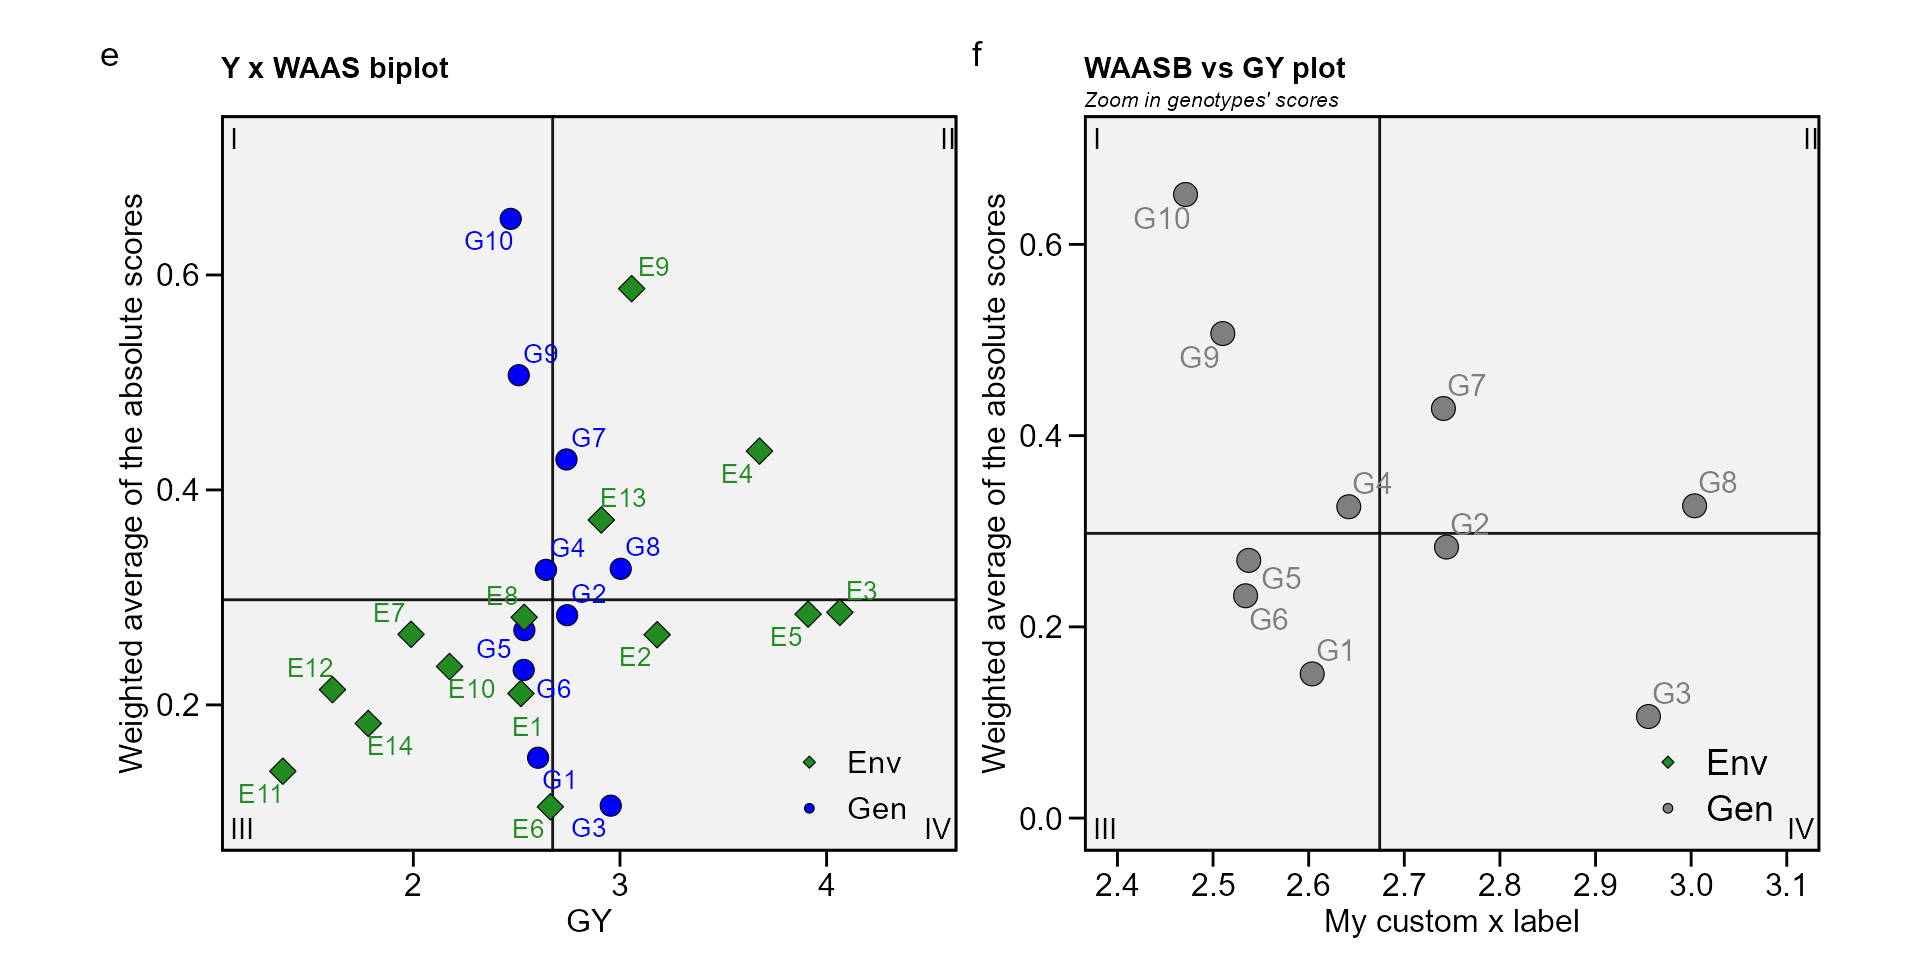 e
Y x WAAS biplot
I
II
G10
E9
0.6
G9
G7
E4
0.4
E13
G4
G8
E8
G2
E3
E7
E5
G5
E2
E12
E10
G6
0.2
E1
E14
Env
G1
E11
Gen
E6
G3
III
IV
2
3
4
GY
Weighted average of the absolute scores
f
WAASB vs GY plot
Zoom in genotypes' scores
I
II
G10
0.6
G9
G7
0.4
G4
G8
G2
G5
G6
0.2
G1
G3
Env
Gen
0.0
III
IV
2.4
2.5
2.6
2.7
2.8
2.9
3.0
3.1
My custom x label
Weighted average of the absolute scores